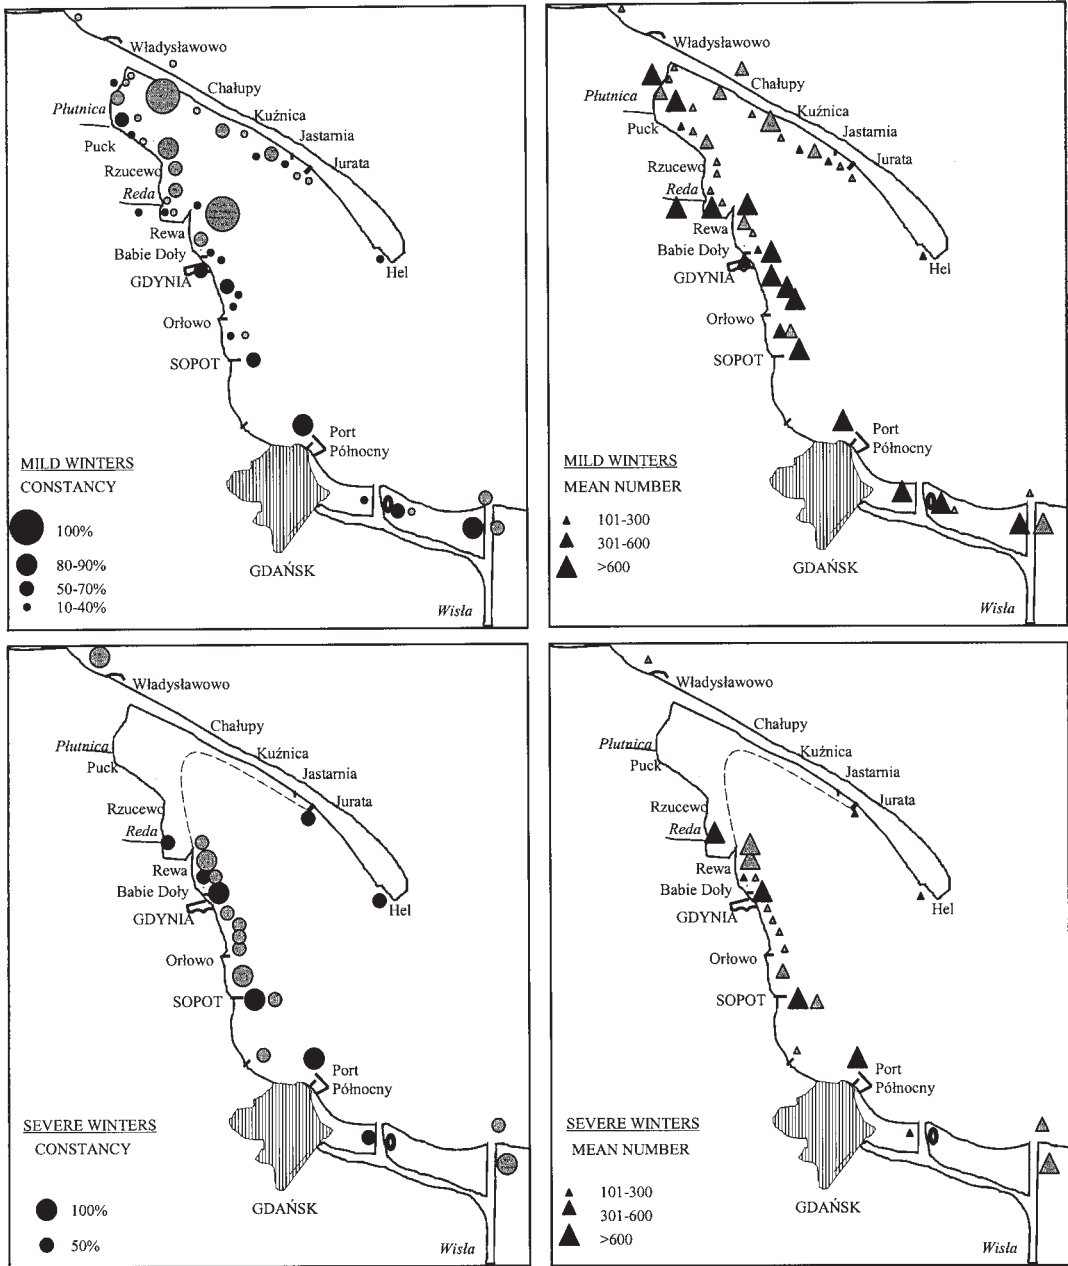 Władysławowo
Chałupy
Kuźnica
Płutnica
Jastarnia
Puck
Jurata
Rzucewo
Reda
Rewa
Babie Doły
Hel
GDYNIA
Orłowo
SOPOT
Port
Północny
MILD WINTERS
CONSTANCY
100%
80-90%
50-70%
10-40%
GDAŃSK
Wisła
Władysławowo
Chałupy
Płutnica
Kuźnica
Puck
Jastarnia
Jurata
Rzucewo
Reda
Rewa
Babie Doły
Hel
GDYNIA
Orłowo
SOPOT
Port
Północny
MILD WINTERS
MEAN NUMBER
101-300
301-600
>600
GDAŃSK
Wisła
Władysławowo
Chałupy
Płutnica
Kuźnica
Puck
Jastarnia
Jurata
Rzucewo
Reda
Rewa
Babie Doły
Hel
GDYNIA
Orłowo
SOPOT
Port
Północny
SEVERE WINTERS
CONSTANCY
100%
50%
GDAŃSK
Wisła
Władysławowo
Chałupy
Płutnica
Kuźnica
Puck
Jastarnia
Jurata
Rzucewo
Reda
Rewa
Babie Doły
Hel
GDYNIA
Orłowo
SOPOT
Port
Północny
SEVERE WINTERS
MEAN NUMBER
101-300
301-600
>600
GDAŃSK
Wisła